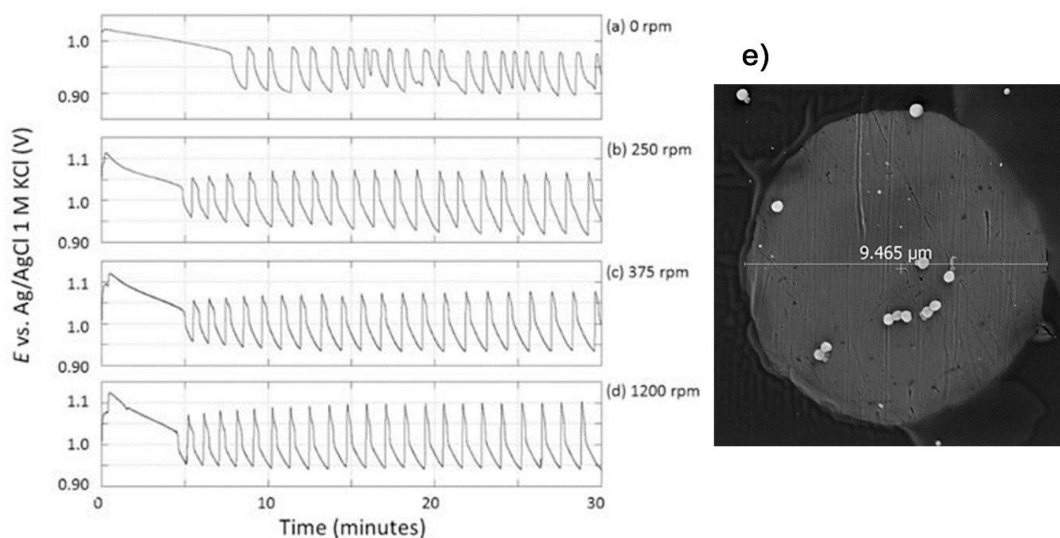 (a) 0 rpm
1.0
0.90
(b) 250 rpm
1.1
1.0
0.90
(c) 375 rpm
1.1
1.0
0.90
(d) 1200 rpm
1.1
1.0
0.90
0 10 20 30
Time (minutes)
E vs. Ag/AgCl 1 M KCl (V)
e)
9.465 µm